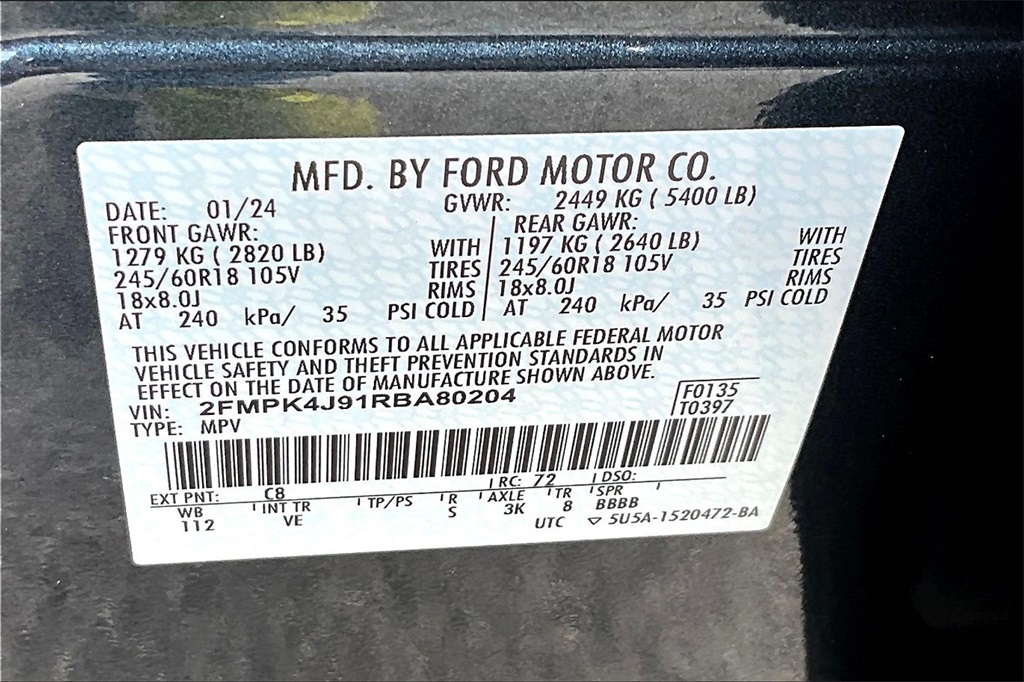 MFD. BY FORD MOTOR CO.
DATE: 01/24 GVWR: 2449 KG ( 5400 LB)
FRONT GAWR: REAR GAWR:
1279 KG ( 2820 LB) WITH 1197 KG ( 2640 LB) WITH
245/60R18 105V TIRES 245/60R18 105V TIRES
18x8.0J RIMS 18x8.0J RIMS
AT 240 kPa/ 35 PSI COLD AT 240 kPa/ 35 PSI COLD
THIS VEHICLE CONFORMS TO ALL APPLICABLE FEDERAL MOTOR
VEHICLE SAFETY AND THEFT PREVENTION STANDARDS IN
EFFECT ON THE DATE OF MANUFACTURE SHOWN ABOVE.
VIN: 2FMPK4J91RBA80204 F0135
TYPE: MPV T0397
EXT PNT: C8 RC: 72 DSO:
WB INT TR TP/PS R AXLE TR SPR
112 VE S 3K 8 BBBB
UTC ▽ 5U5A-1520472-BA